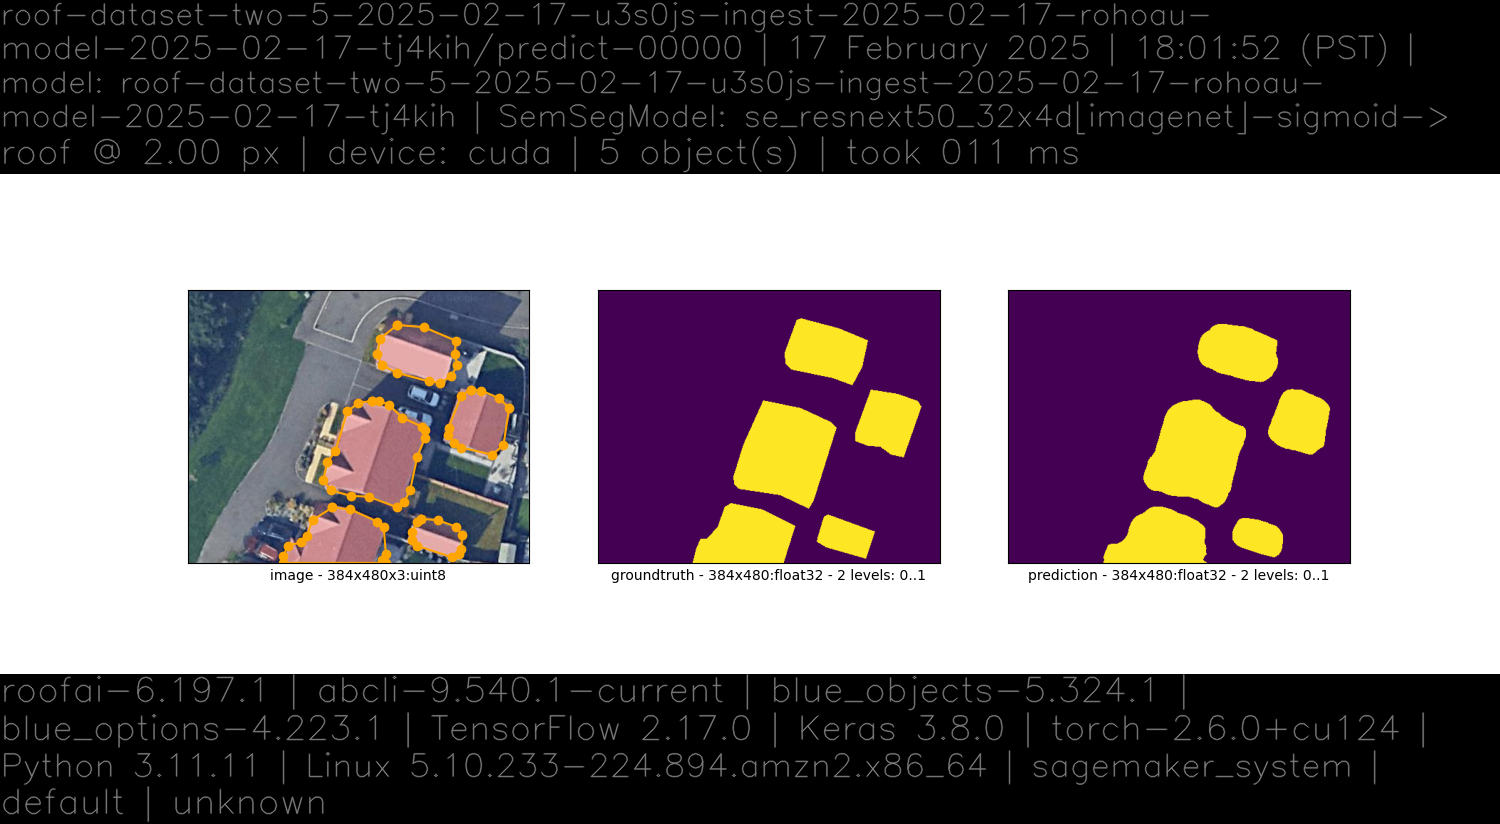 roof-dataset-two-5-2025-02-17-u3s0js-ingest-2025-02-17-rohoau-
model-2025-02-17-tj4kih/predict-00000 | 17 February 2025 | 18:01:52 (PST) |
model: roof-dataset-two-5-2025-02-17-u3s0js-ingest-2025-02-17-rohoau-
model-2025-02-17-tj4kih | SemSegModel: se_resnext50_32x4d[imagenet]-sigmoid->
roof @ 2.00 px | device: cuda | 5 object(s) | took 011 ms
image - 384x480x3:uint8
groundtruth - 384x480:float32 - 2 levels: 0..1
prediction - 384x480:float32 - 2 levels: 0..1
roofai-6.197.1 | abcli-9.540.1-current | blue_objects-5.324.1 |
blue_options-4.223.1 | TensorFlow 2.17.0 | Keras 3.8.0 | torch-2.6.0+cu124 |
Python 3.11.11 | Linux 5.10.233-224.894.amzn2.x86_64 | sagemaker_system |
default | unknown